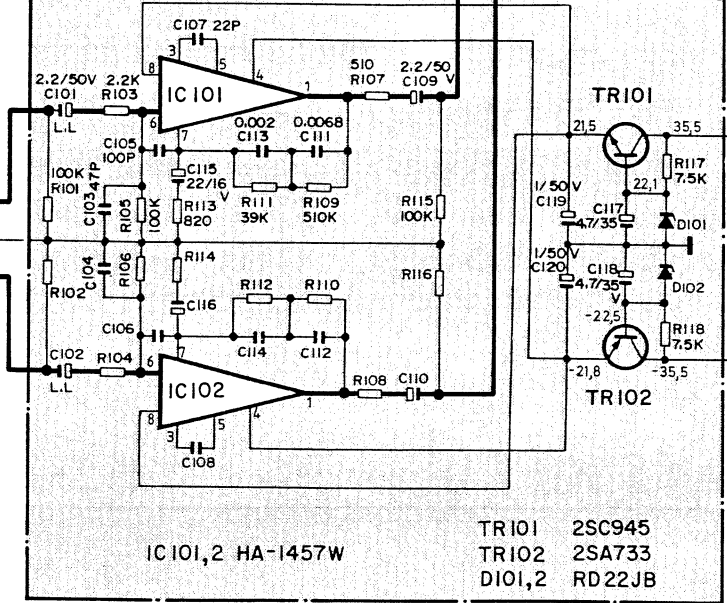 C107 22P
3
5
8
4
2.2/50V
C101
2.2K
R103
IC101
1
510
R107
2.2/50
V
C109
TR101
L.L
6
7
0.002
C113
0.0068
C111
21,5
35,5
C105
100P
C115
22/16
V
R117
7.5K
100K
R101
C103
47P
R105
100K
R113
820
R111
39K
R109
510K
R115
100K
22,1
1/50V
C119
C117
4.7/35
D101
C104
R106
R114
R112
R110
R116
1/50V
C120
C118
4.7/35
V
D102
R102
C116
C106
C114
C112
-22,5
R118
7.5K
C102
R104
L.L
6
7
8
IC102
1
4
R108
C110
-21,8
-35,5
TR102
3
5
C108
IC101,2 HA-1457W
TR101 2SC945
TR102 2SA733
D101,2 RD22JB